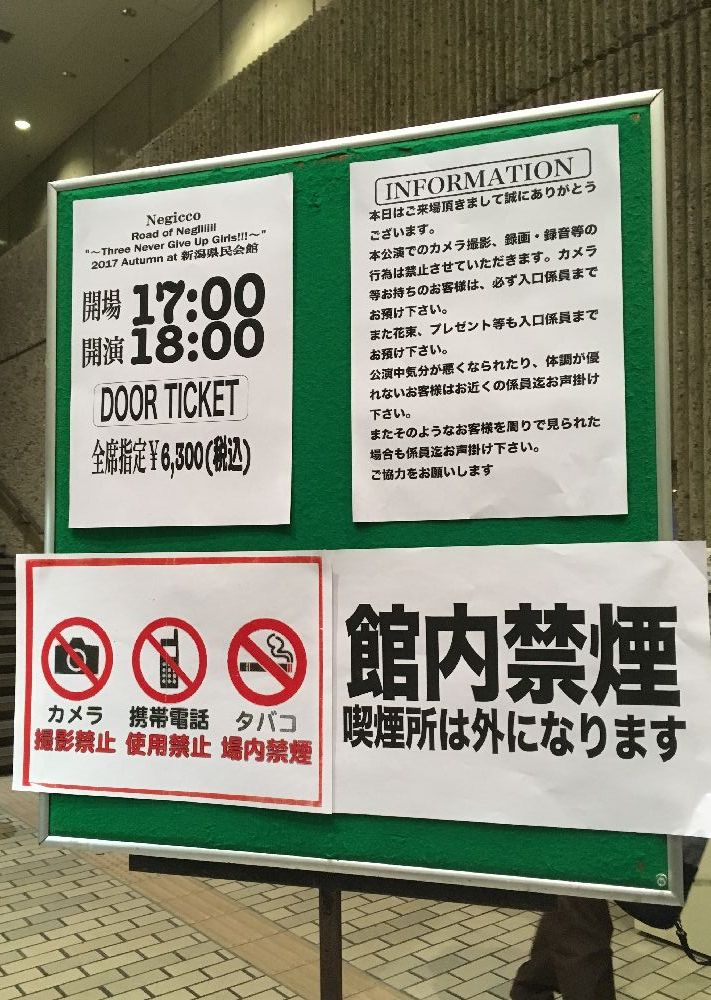 Negicco
Road of Negiiiiii
"～Three Never Give Up Girls!!!～"
2017 Autumn at 新潟県民会館
開場 17:00
開演 18:00
DOOR TICKET
全席指定￥6,300(税込)
INFORMATION
本日はご来場頂きまして誠にありがとう
ございます。
本公演でのカメラ撮影、録画・録音等の
行為は禁止させていただきます。カメラ
等お持ちのお客様は、必ず入口係員まで
お預け下さい。
また花束、プレゼント等も入口係員まで
お預け下さい。
公演中気分が悪くなられたり、体調が優
れないお客様はお近くの係員迄お声掛け
下さい。
またそのようなお客様を周りで見られた
場合も係員迄お声掛け下さい。
ご協力をお願いします
カメラ
撮影禁止
携帯電話
使用禁止
タバコ
場内禁煙
館内禁煙
喫煙所は外になります